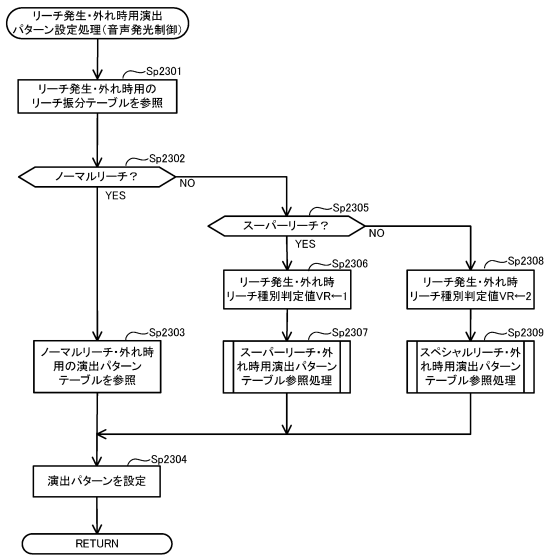 リーチ発生・外れ時用演出
パターン設定処理(音声発光制御)
Sp2301
リーチ発生・外れ時用の
リーチ振分テーブルを参照
Sp2302
ノーマルリーチ?
NO
YES
Sp2305
スーパーリーチ?
NO
YES
Sp2306
リーチ発生・外れ時
リーチ種別判定値VR←1
Sp2308
リーチ発生・外れ時
リーチ種別判定値VR←2
Sp2303
ノーマルリーチ・外れ時
用の演出パターン
テーブルを参照
Sp2307
スーパーリーチ・外
れ時用演出パターン
テーブル参照処理
Sp2309
スペシャルリーチ・外
れ時用演出パターン
テーブル参照処理
Sp2304
演出パターンを設定
RETURN